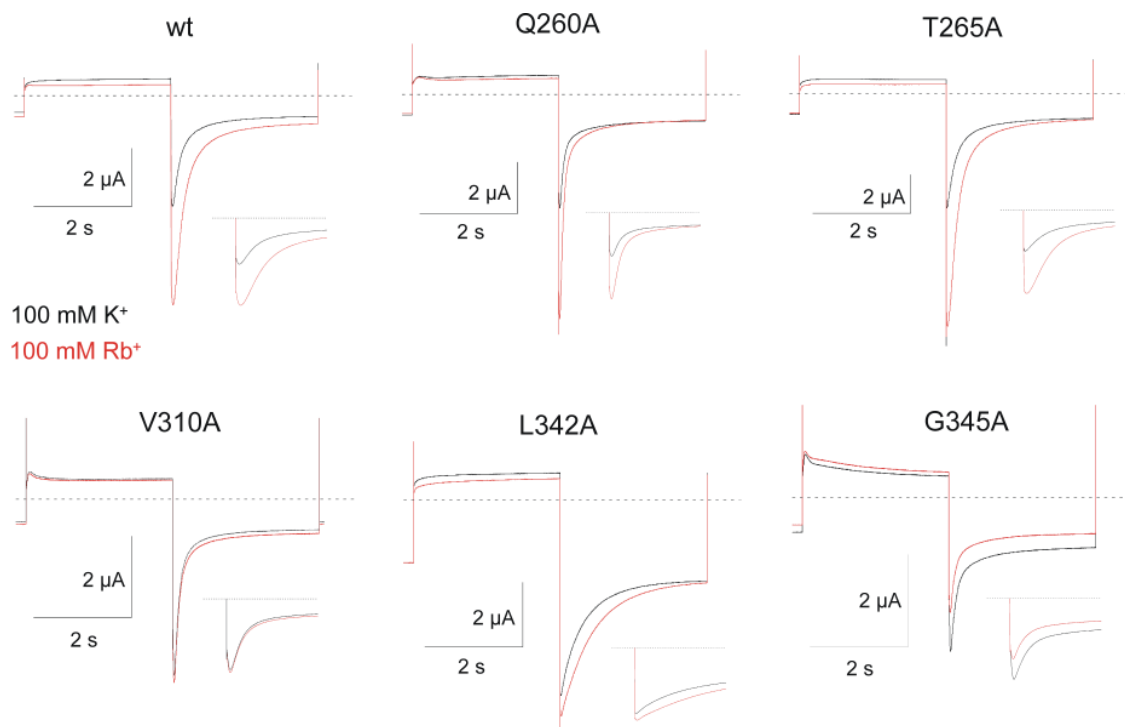 wt
Q260A
T265A
2 µA
2 s
2 µA
2 s
2 µA
2 s
100 mM K⁺
100 mM Rb⁺
V310A
L342A
G345A
2 µA
2 s
2 µA
2 s
2 µA
2 s